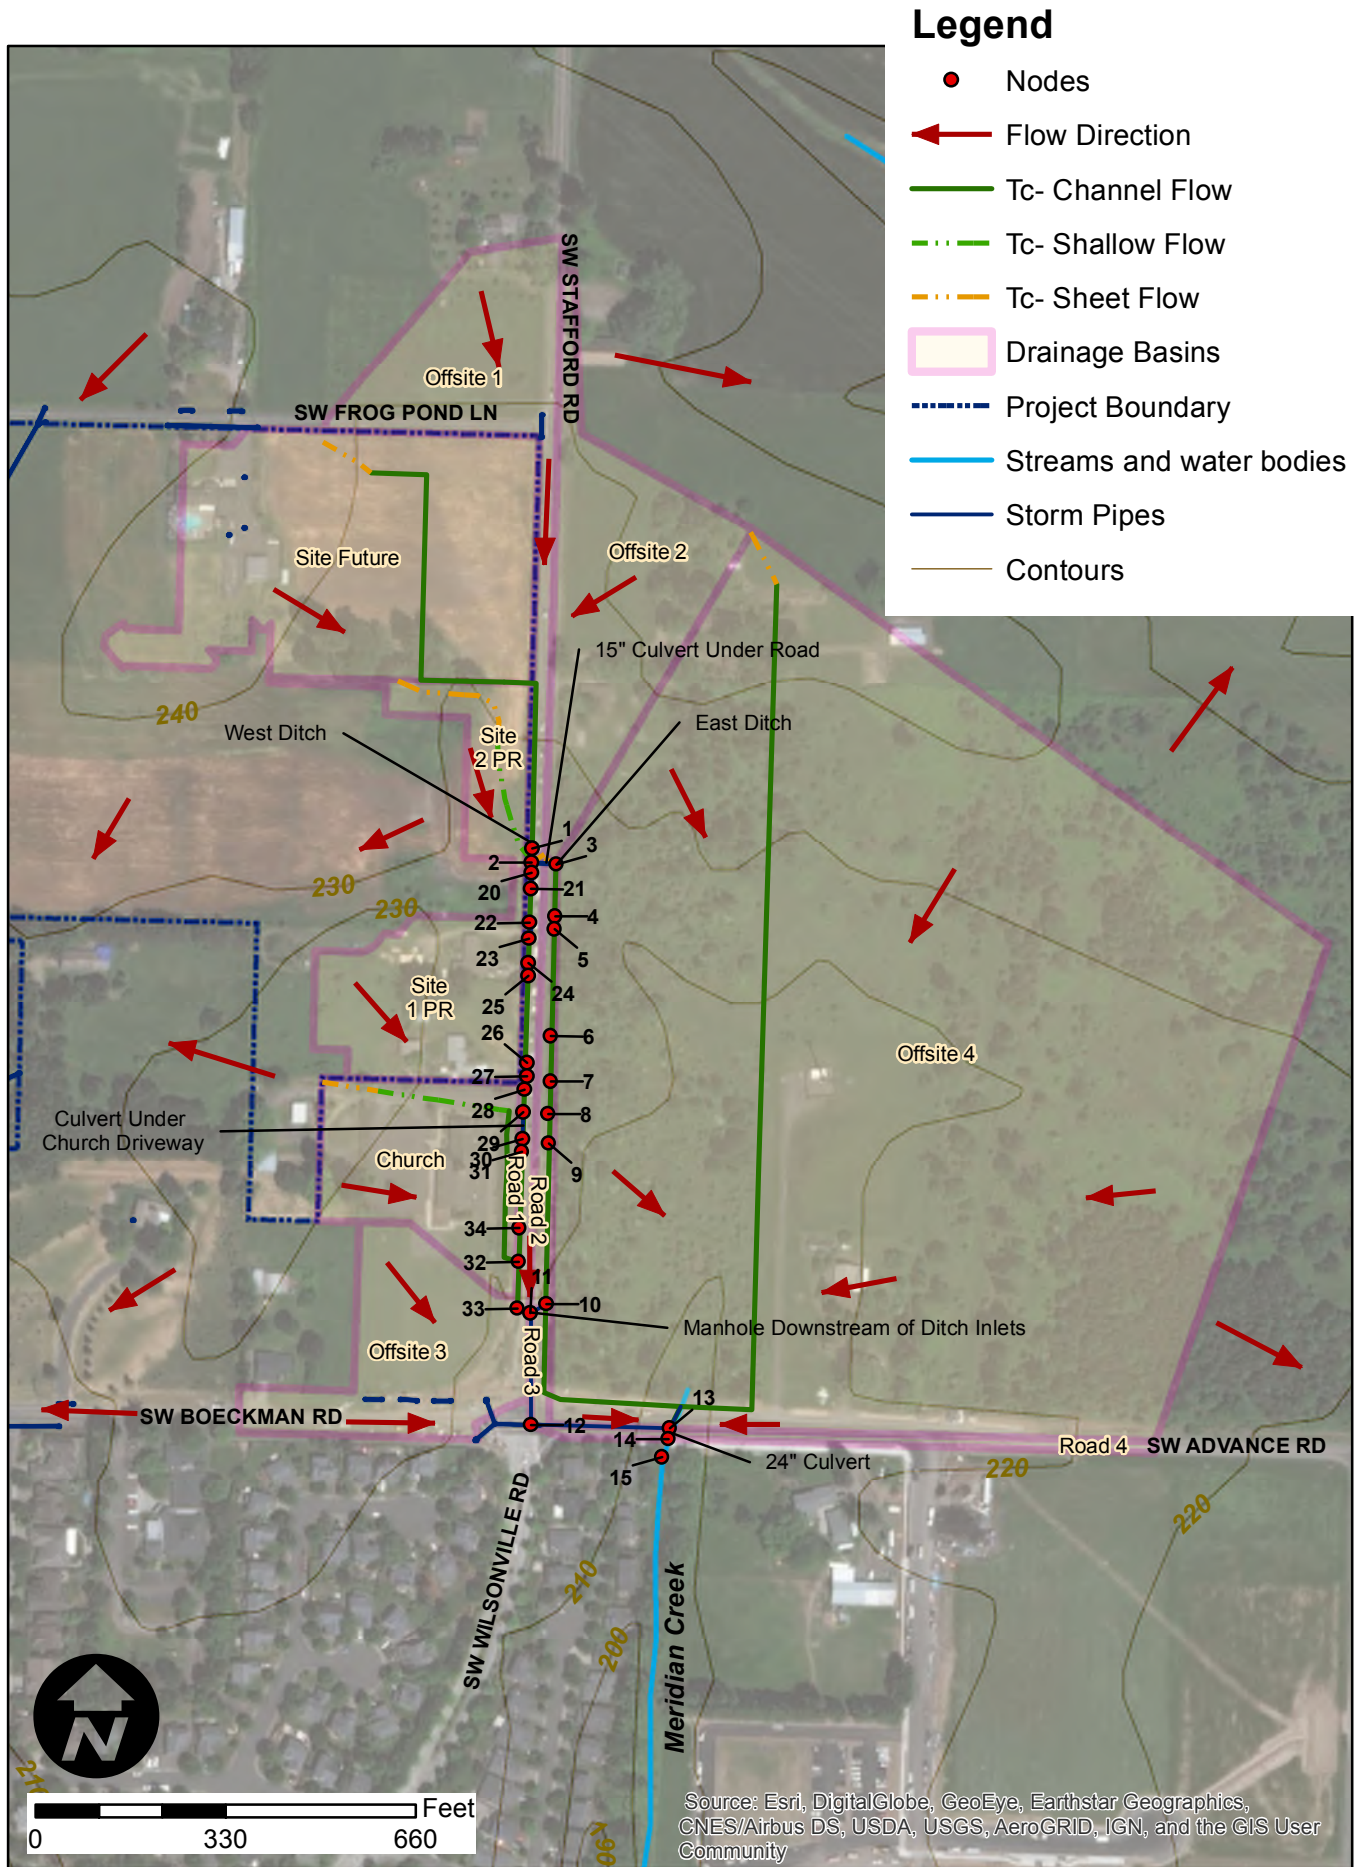 Legend
Nodes
Flow Direction
Tc- Channel Flow
Tc- Shallow Flow
Tc- Sheet Flow
Drainage Basins
Project Boundary
Streams and water bodies
Storm Pipes
Contours
SW STAFFORD RD
Offsite 1
SW FROG POND LN
Site Future
Offsite 2
15" Culvert Under Road
240
West Ditch
East Ditch
Site
2 PR
1
3
2
20
21
230
230
22
4
23
5
Site
1 PR
24
25
26
6
Offsite 4
27
7
28
8
Culvert Under
Church Driveway
29
30
31
9
Church
Road 1
Road 2
34
32
11
33
10
Manhole Downstream of Ditch Inlets
Offsite 3
Road 3
13
SW BOECKMAN RD
12
14
Road 4
SW ADVANCE RD
24" Culvert
15
220
220
SW WILSONVILLE RD
210
200
Meridian Creek
210
190
N
Feet
0
330
660
Source: Esri, DigitalGlobe, GeoEye, Earthstar Geographics,
CNES/Airbus DS, USDA, USGS, AeroGRID, IGN, and the GIS User
Community